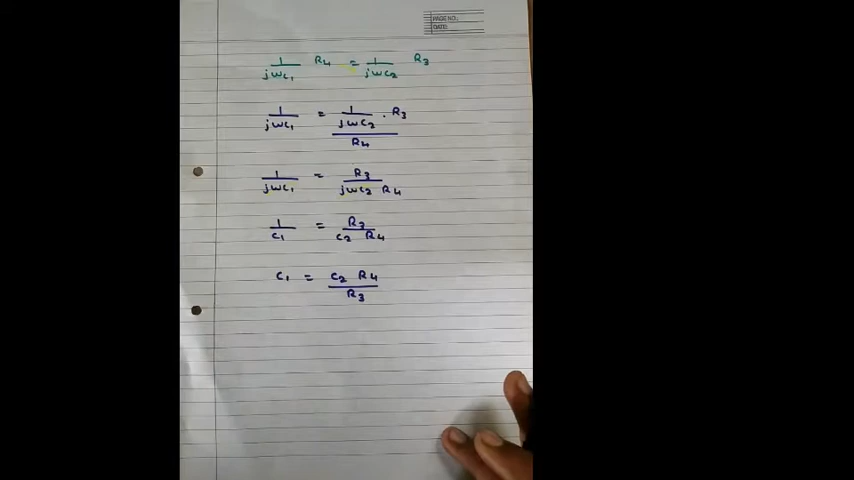 PAGE NO.
DATE:
1/jωC₁ R₄ = 1/jωC₂ R₃
1/jωC₁ = (1/jωC₂ . R₃)/R₄
1/jωC₁ = R₃/(jωC₂ R₄)
1/C₁ = R₃/(C₂ R₄)
C₁ = C₂ R₄/R₃